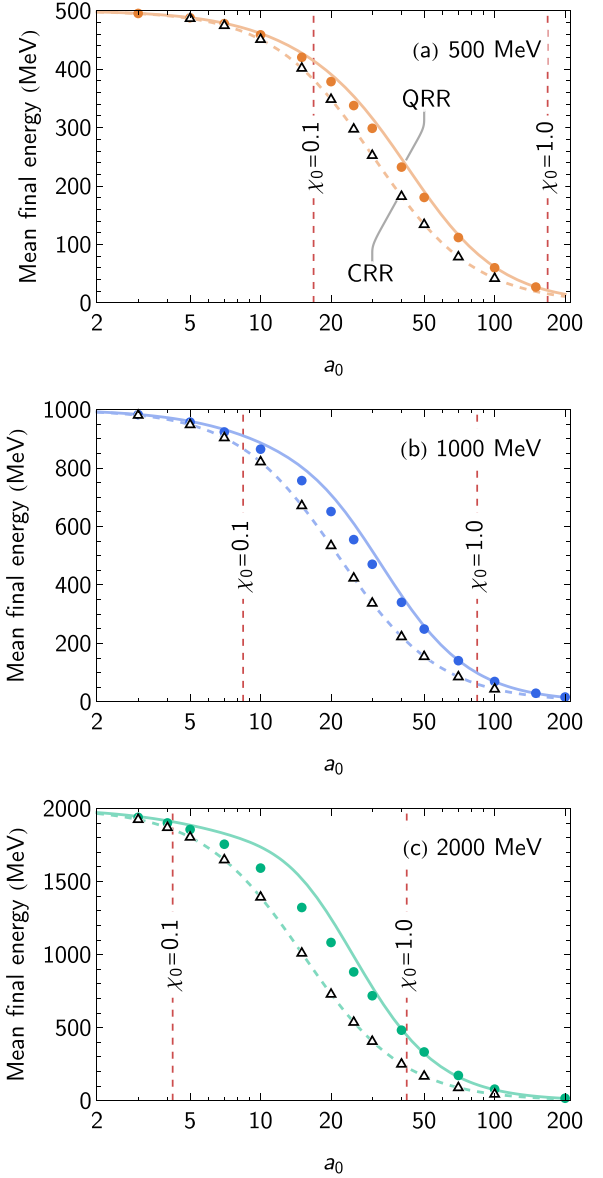 (a) 500 MeV
Mean final energy (MeV)
500
400
300
200
100
0
QRR
CRR
χ0=0.1
χ0=1.0
2 5 10 20 50 100 200
a0
(b) 1000 MeV
Mean final energy (MeV)
1000
800
600
400
200
0
χ0=0.1
χ0=1.0
2 5 10 20 50 100 200
a0
(c) 2000 MeV
Mean final energy (MeV)
2000
1500
1000
500
0
χ0=0.1
χ0=1.0
2 5 10 20 50 100 200
a0